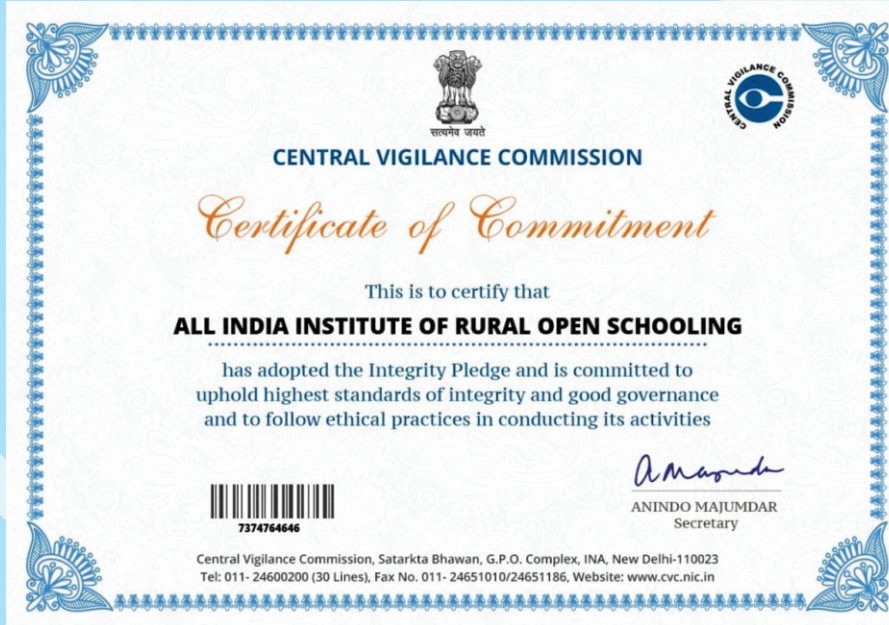 सत्यमेव जयते
CENTRAL VIGILANCE COMMISSION
CENTRAL VIGILANCE COMMISSION
Certificate of Commitment
This is to certify that
ALL INDIA INSTITUTE OF RURAL OPEN SCHOOLING
has adopted the Integrity Pledge and is committed to
uphold highest standards of integrity and good governance
and to follow ethical practices in conducting its activities
7374764646
ANINDO MAJUMDAR
Secretary
Central Vigilance Commission, Satarkta Bhawan, G.P.O. Complex, INA, New Delhi-110023
Tel: 011- 24600200 (30 Lines), Fax No. 011- 24651010/24651186, Website: www.cvc.nic.in